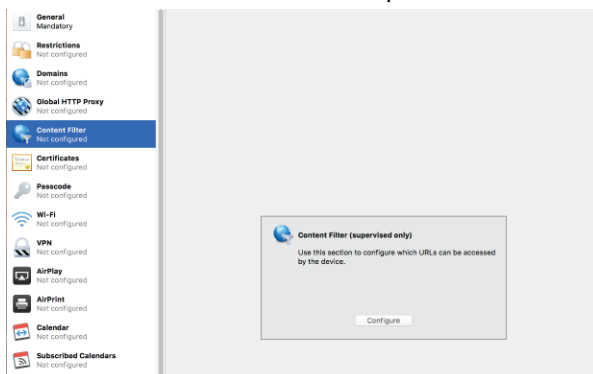 General
Mandatory
Restrictions
Not configured
Domains
Not configured
Global HTTP Proxy
Not configured
Content Filter
Not configured
Certificates
Not configured
Passcode
Not configured
Wi-Fi
Not configured
VPN
Not configured
AirPlay
Not configured
AirPrint
Not configured
Calendar
Not configured
Subscribed Calendars
Not configured
Content Filter (supervised only)
Use this section to configure which URLs can be accessed
by the device.
Configure